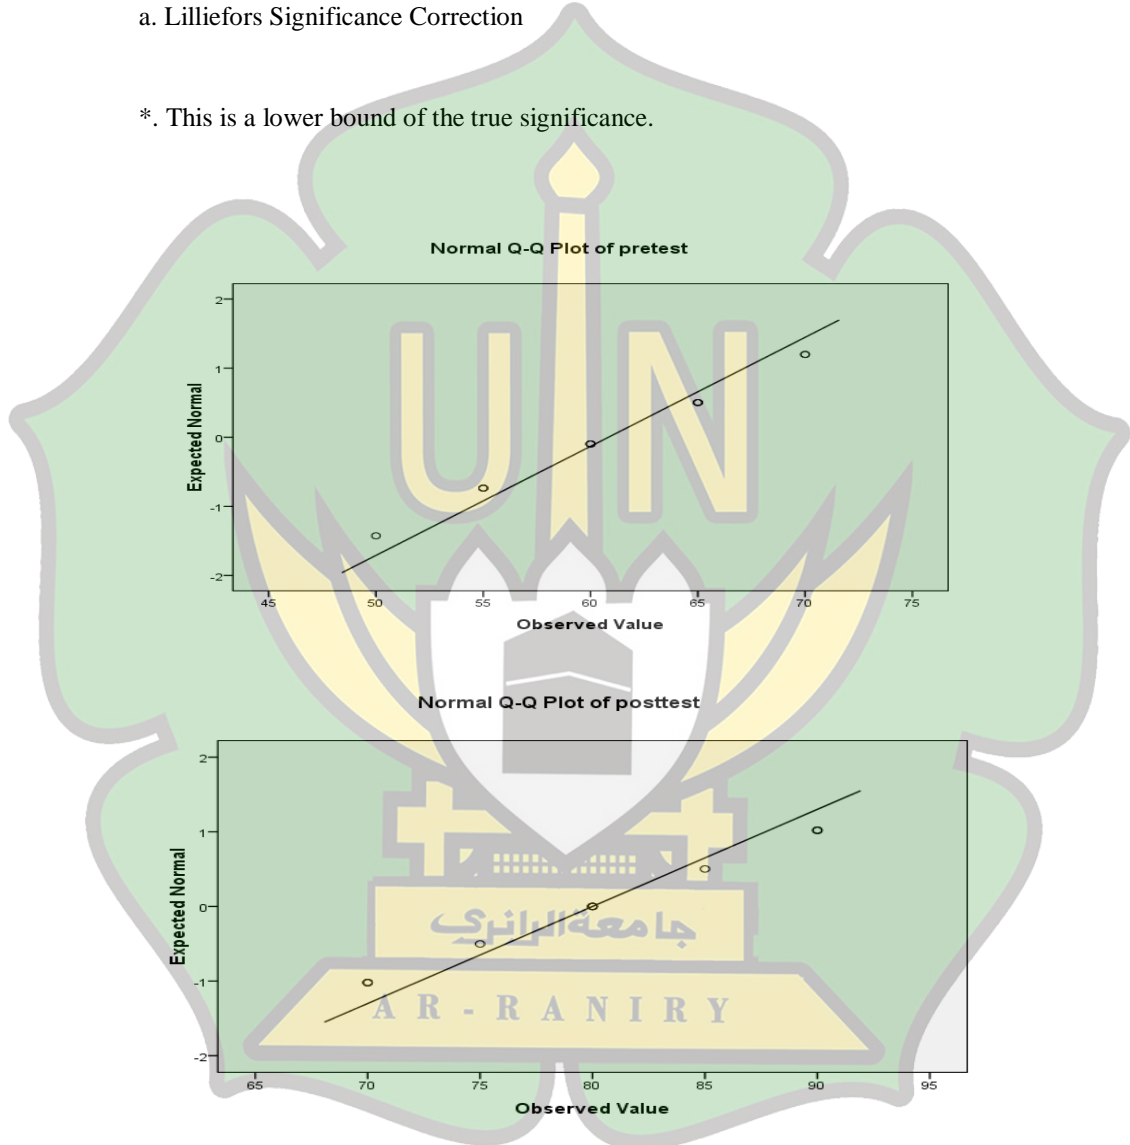 a. Lilliefors Significance Correction
*. This is a lower bound of the true significance.
Normal Q-Q Plot of pretest
2
1
0
-1
-2
Expected Normal
45 50 55 60 65 70 75
Observed Value
UIN
Normal Q-Q Plot of posttest
2
1
0
-1
-2
Expected Normal
65 70 75 80 85 90 95
Observed Value
جامعة الرانري
AR-RANIRY